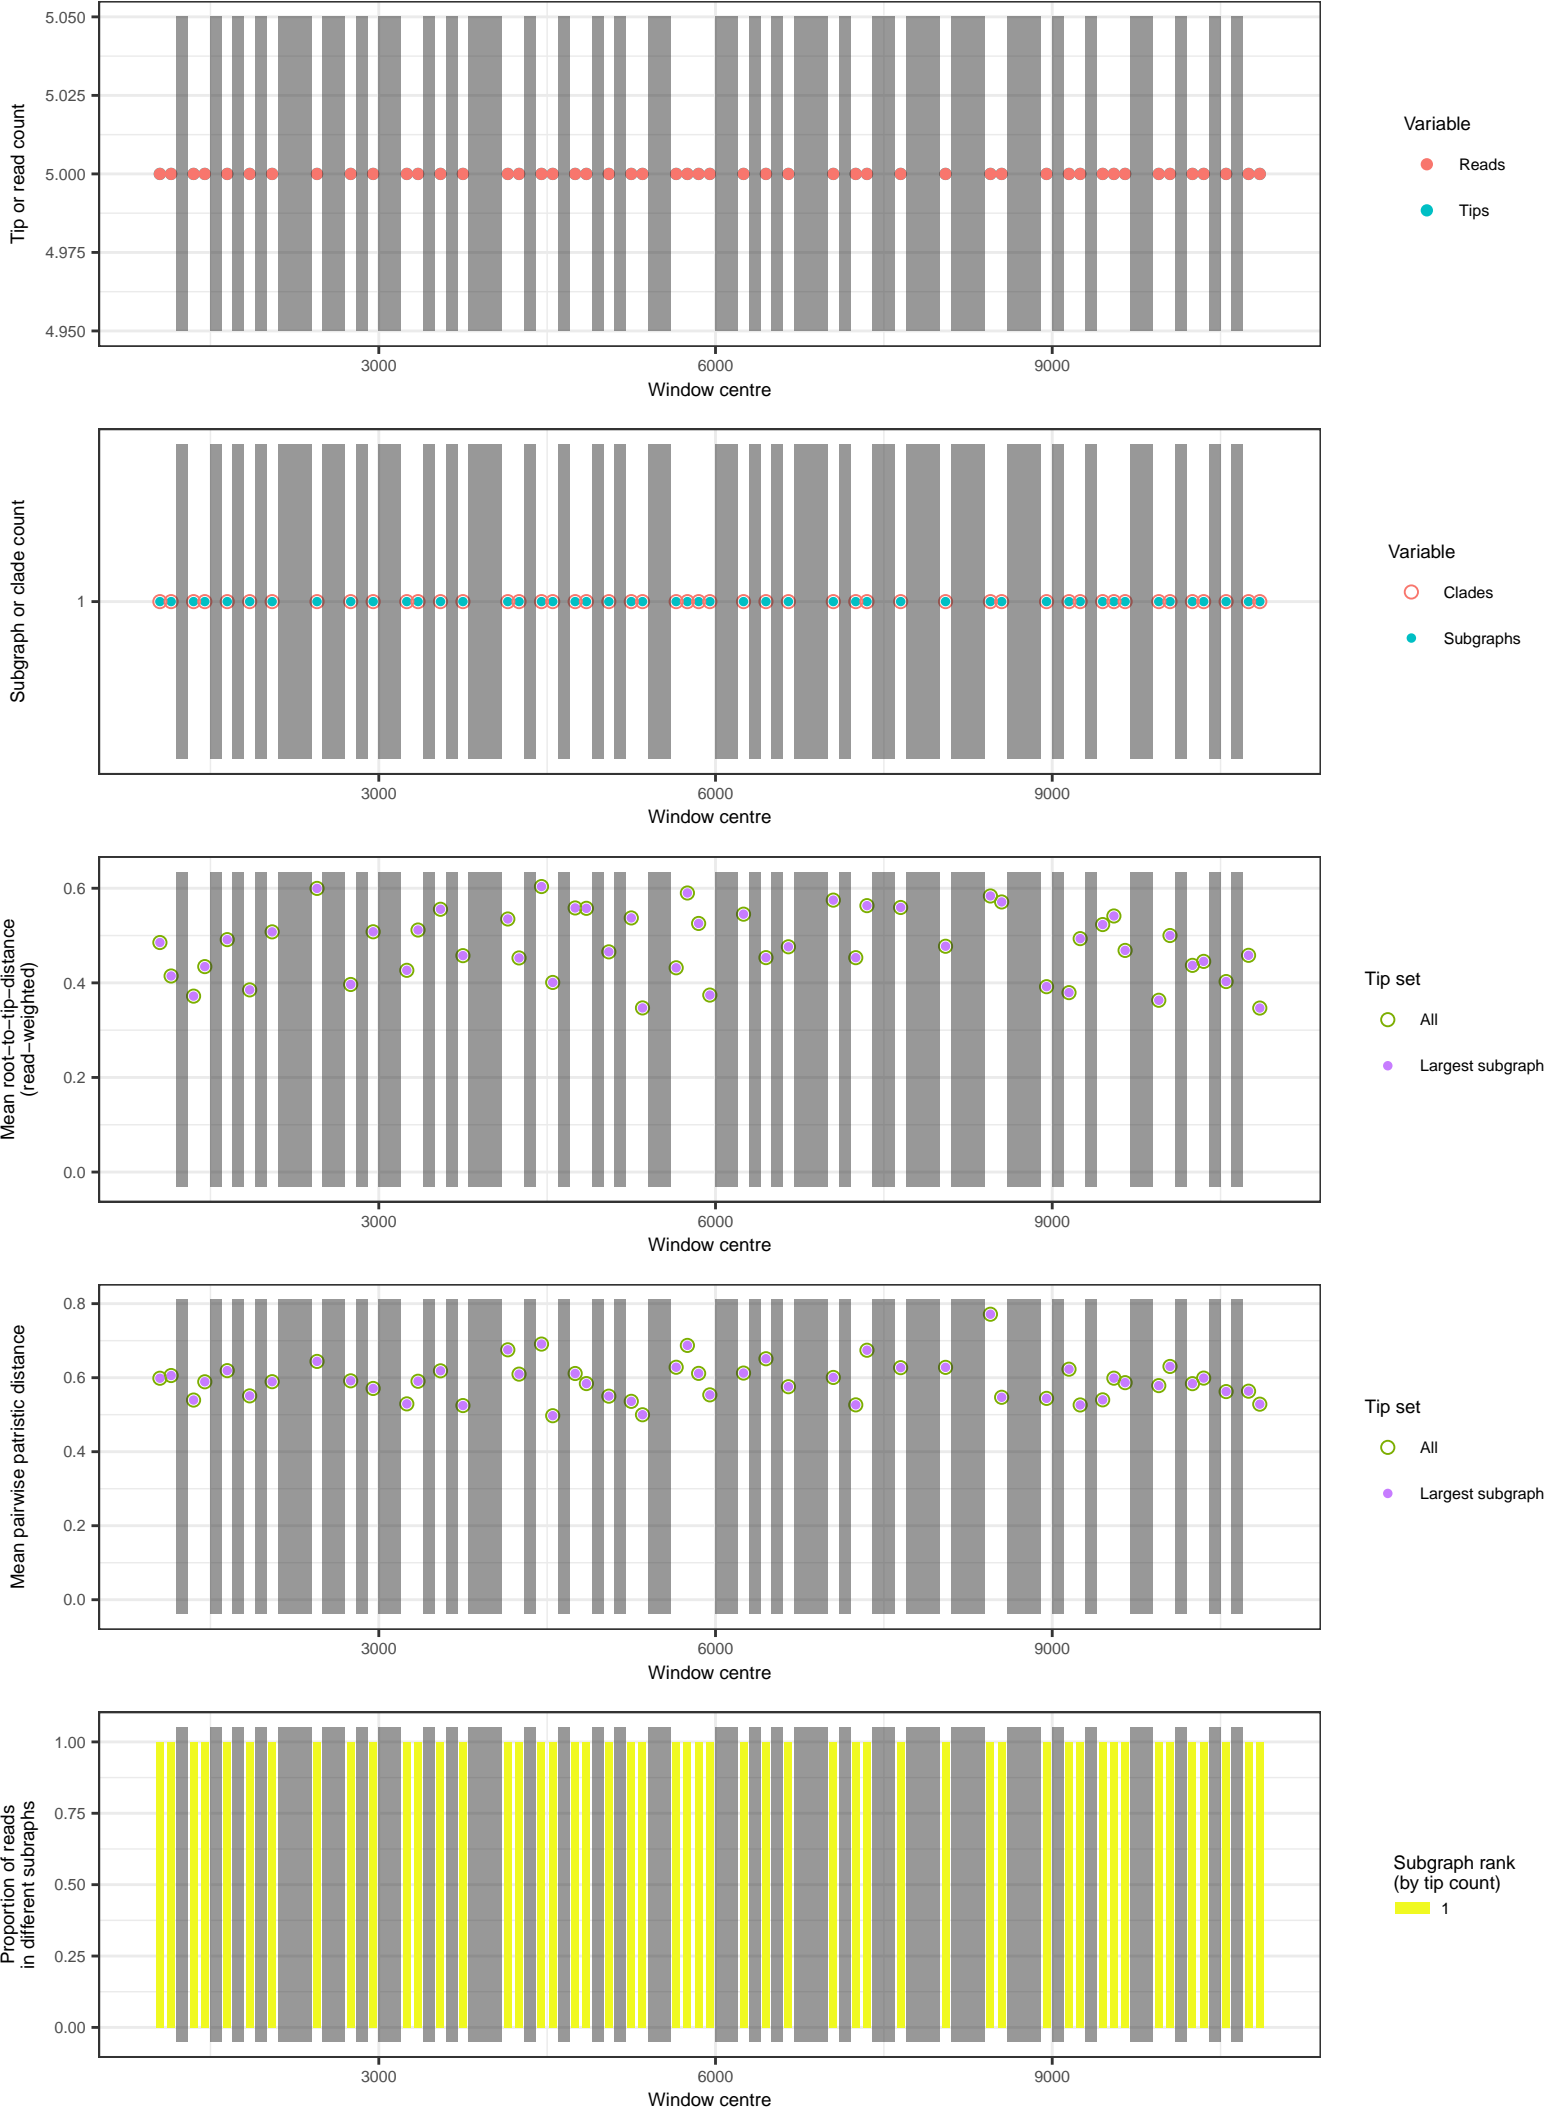 5.050
5.025
5.000
4.975
4.950
Tip or read count
3000
6000
9000
Window centre
Variable
Reads
Tips
1
Subgraph or clade count
3000
6000
9000
Window centre
Variable
Clades
Subgraphs
0.6
0.4
0.2
0.0
Mean root−to−tip−distance
(read−weighted)
3000
6000
9000
Window centre
Tip set
All
Largest subgraph
0.8
0.6
0.4
0.2
0.0
Mean pairwise patristic distance
3000
6000
9000
Window centre
Tip set
All
Largest subgraph
1.00
0.75
0.50
0.25
0.00
Proportion of reads
in different subraphs
3000
6000
9000
Window centre
Subgraph rank
(by tip count)
1